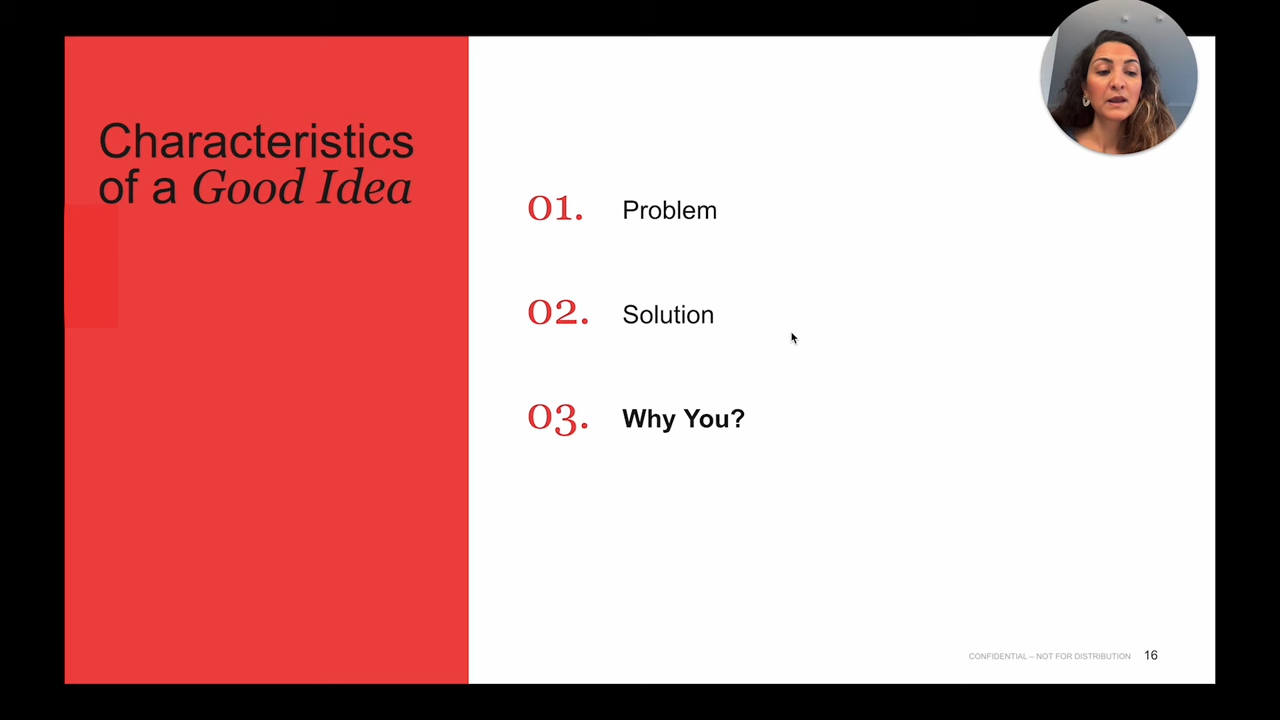 Characteristics
of a Good Idea
01. Problem
02. Solution
03. Why You?
CONFIDENTIAL – NOT FOR DISTRIBUTION 16